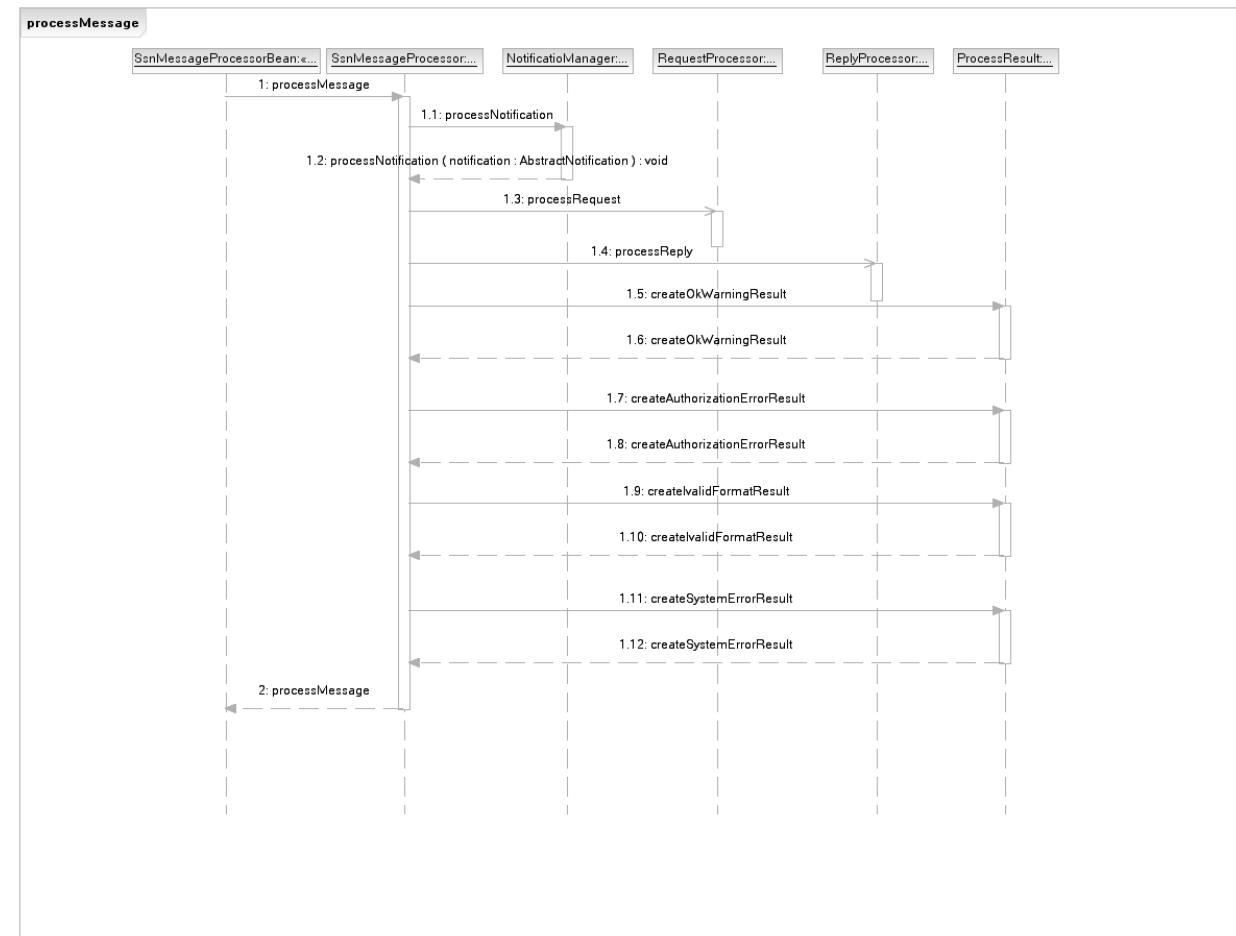 processMessage
SsnMessageProcessorBean:«...
SsnMessageProcessor:...
NotificatioManager:...
RequestProcessor:...
ReplyProcessor:...
ProcessResult:...
1: processMessage
1.1: processNotification
1.2: processNotification ( notification : AbstractNotification ) : void
1.3: processRequest
1.4: processReply
1.5: createOkWarningResult
1.6: createOkWarningResult
1.7: createAuthorizationErrorResult
1.8: createAuthorizationErrorResult
1.9: createIvalidFormatResult
1.10: createIvalidFormatResult
1.11: createSystemErrorResult
1.12: createSystemErrorResult
2: processMessage